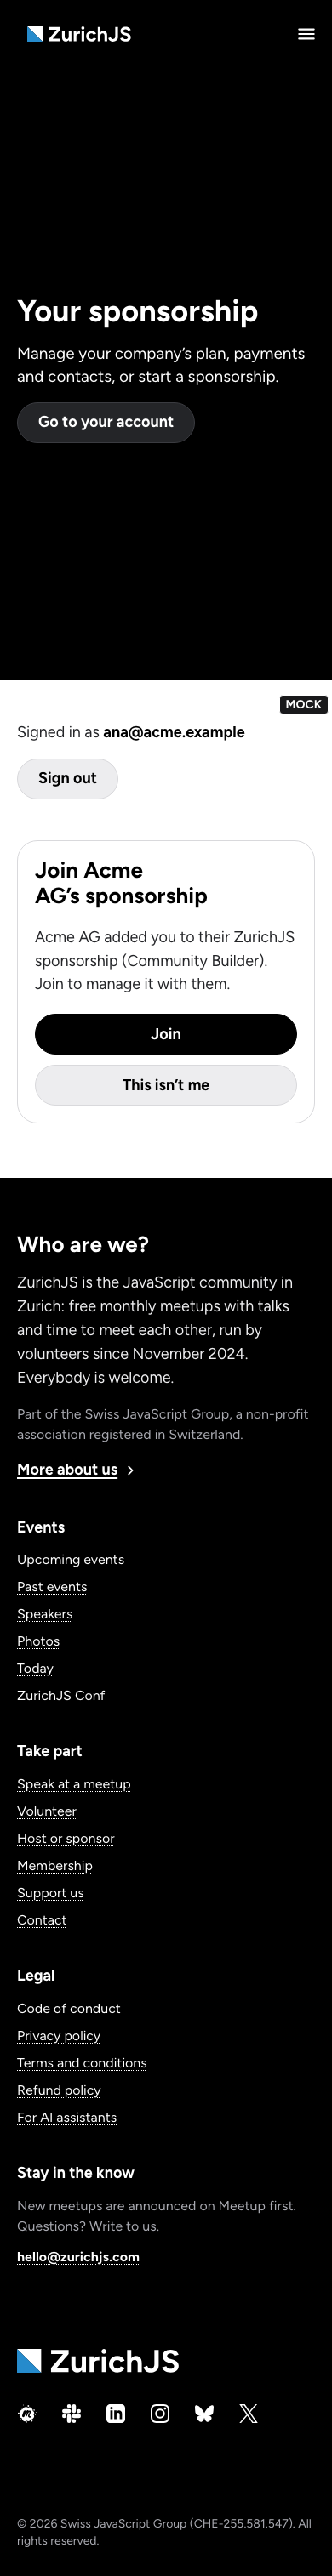 ZurichJS
Your sponsorship
Manage your company’s plan, payments
and contacts, or start a sponsorship.
Go to your account
MOCK
Signed in as ana@acme.example
Sign out
Join Acme
AG’s sponsorship
Acme AG added you to their ZurichJS
sponsorship (Community Builder).
Join to manage it with them.
Join
This isn’t me
Who are we?
ZurichJS is the JavaScript community in
Zurich: free monthly meetups with talks
and time to meet each other, run by
volunteers since November 2024.
Everybody is welcome.
Part of the Swiss JavaScript Group, a non-profit
association registered in Switzerland.
More about us
Events
Upcoming events
Past events
Speakers
Photos
Today
ZurichJS Conf
Take part
Speak at a meetup
Volunteer
Host or sponsor
Membership
Support us
Contact
Legal
Code of conduct
Privacy policy
Terms and conditions
Refund policy
For AI assistants
Stay in the know
New meetups are announced on Meetup first.
Questions? Write to us.
hello@zurichjs.com
ZurichJS
© 2026 Swiss JavaScript Group (CHE-255.581.547). All
rights reserved.